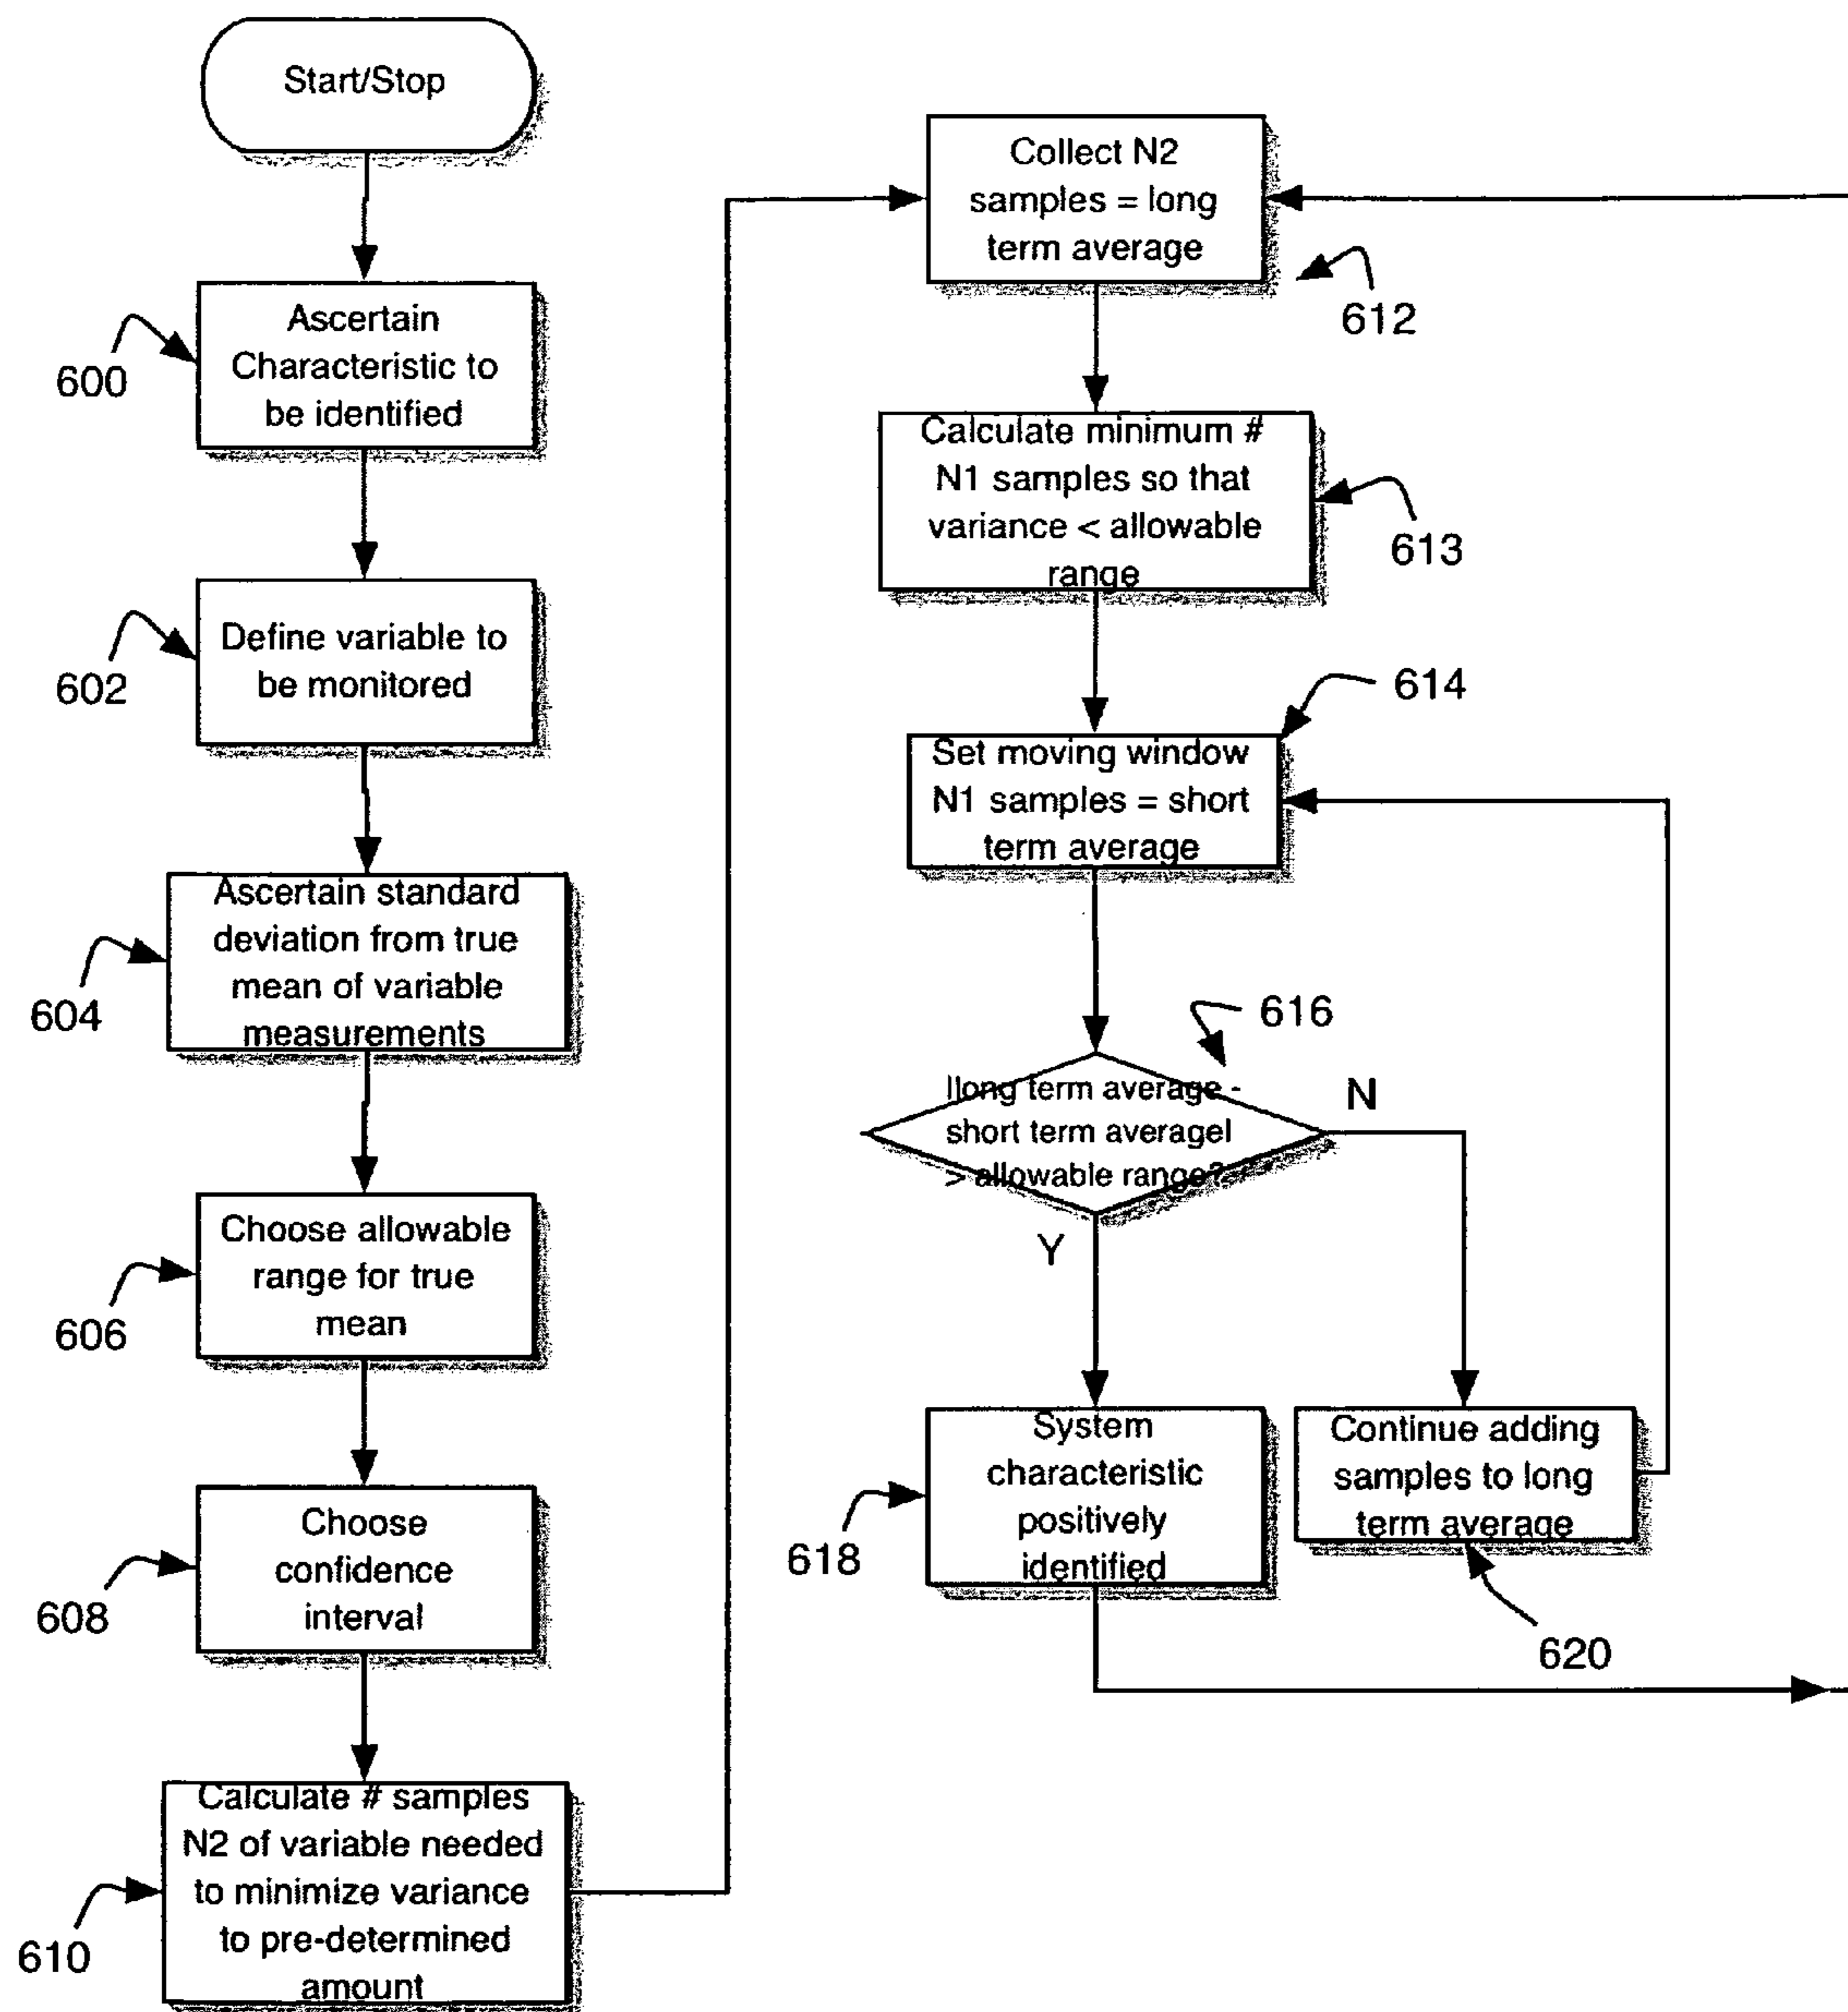 Start/Stop
Ascertain
Characteristic to
be identified
600
Define variable to
be monitored
602
Ascertain standard
deviation from true
mean of variable
measurements
604
Choose allowable
range for true
mean
606
Choose
confidence
interval
608
Calculate # samples
N2 of variable needed
to minimize variance
to pre-determined
amount
610
Collect N2
samples = long
term average
612
Calculate minimum #
N1 samples so that
variance < allowable
range
613
614
Set moving window
N1 samples = short
term average
616
|long term average -
short term average|
> allowable range?
N
Y
System
characteristic
positively
identified
618
Continue adding
samples to long
term average
620